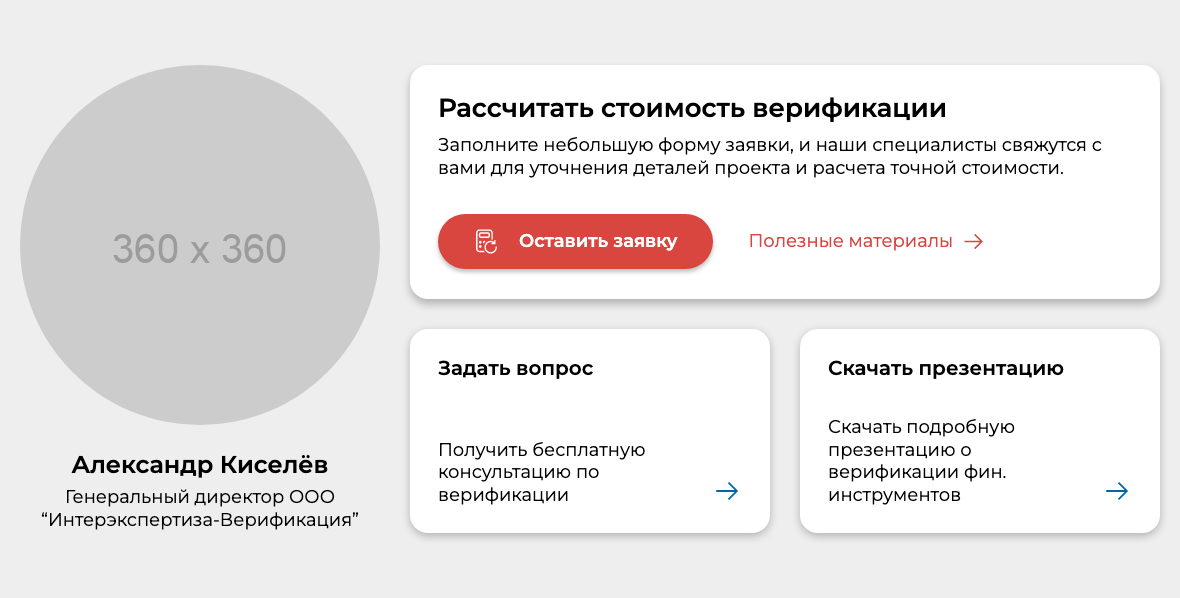 360 x 360
Александр Киселёв
Генеральный директор ООО
“Интерэкспертиза-Верификация”
Рассчитать стоимость верификации
Заполните небольшую форму заявки, и наши специалисты свяжутся с
вами для уточнения деталей проекта и расчета точной стоимости.
Оставить заявку
Полезные материалы
Задать вопрос
Получить бесплатную
консультацию по
верификации
Скачать презентацию
Скачать подробную
презентацию о
верификации фин.
инструментов